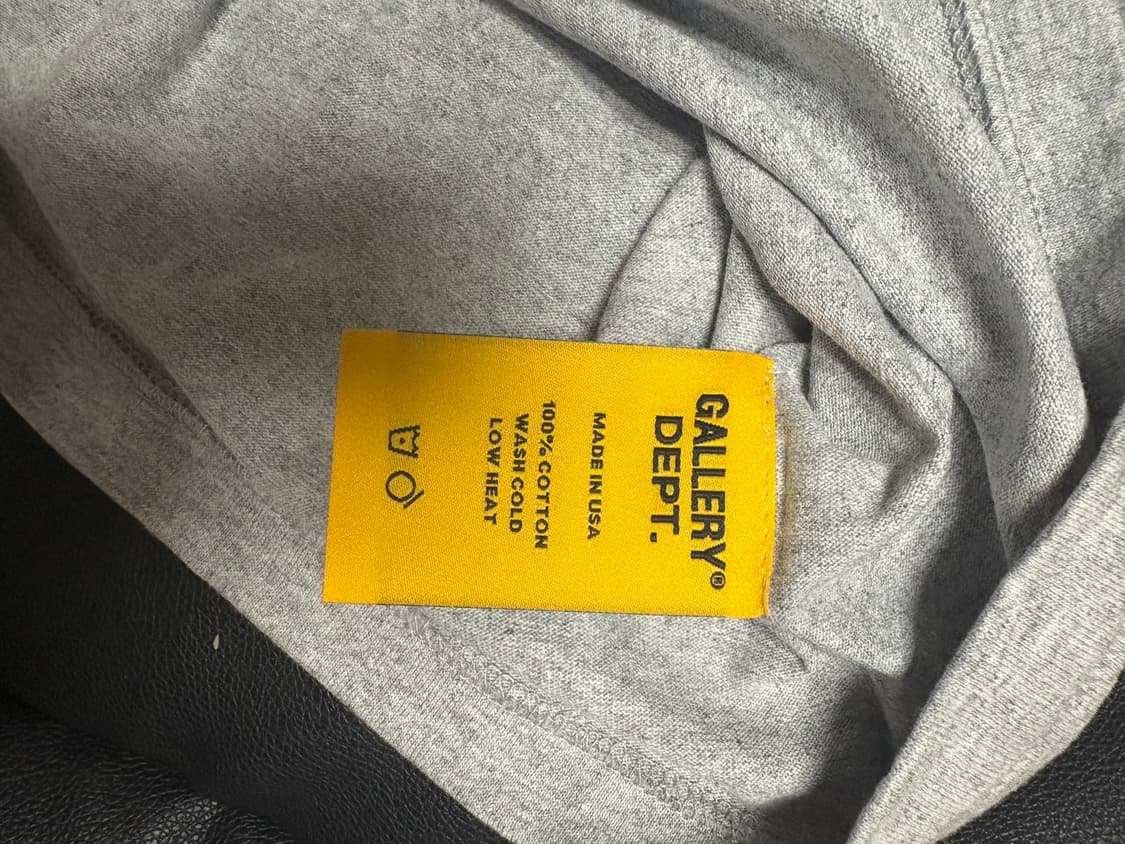 GALLERY®
DEPT.
MADE IN USA
100% COTTON
WASH COLD
LOW HEAT